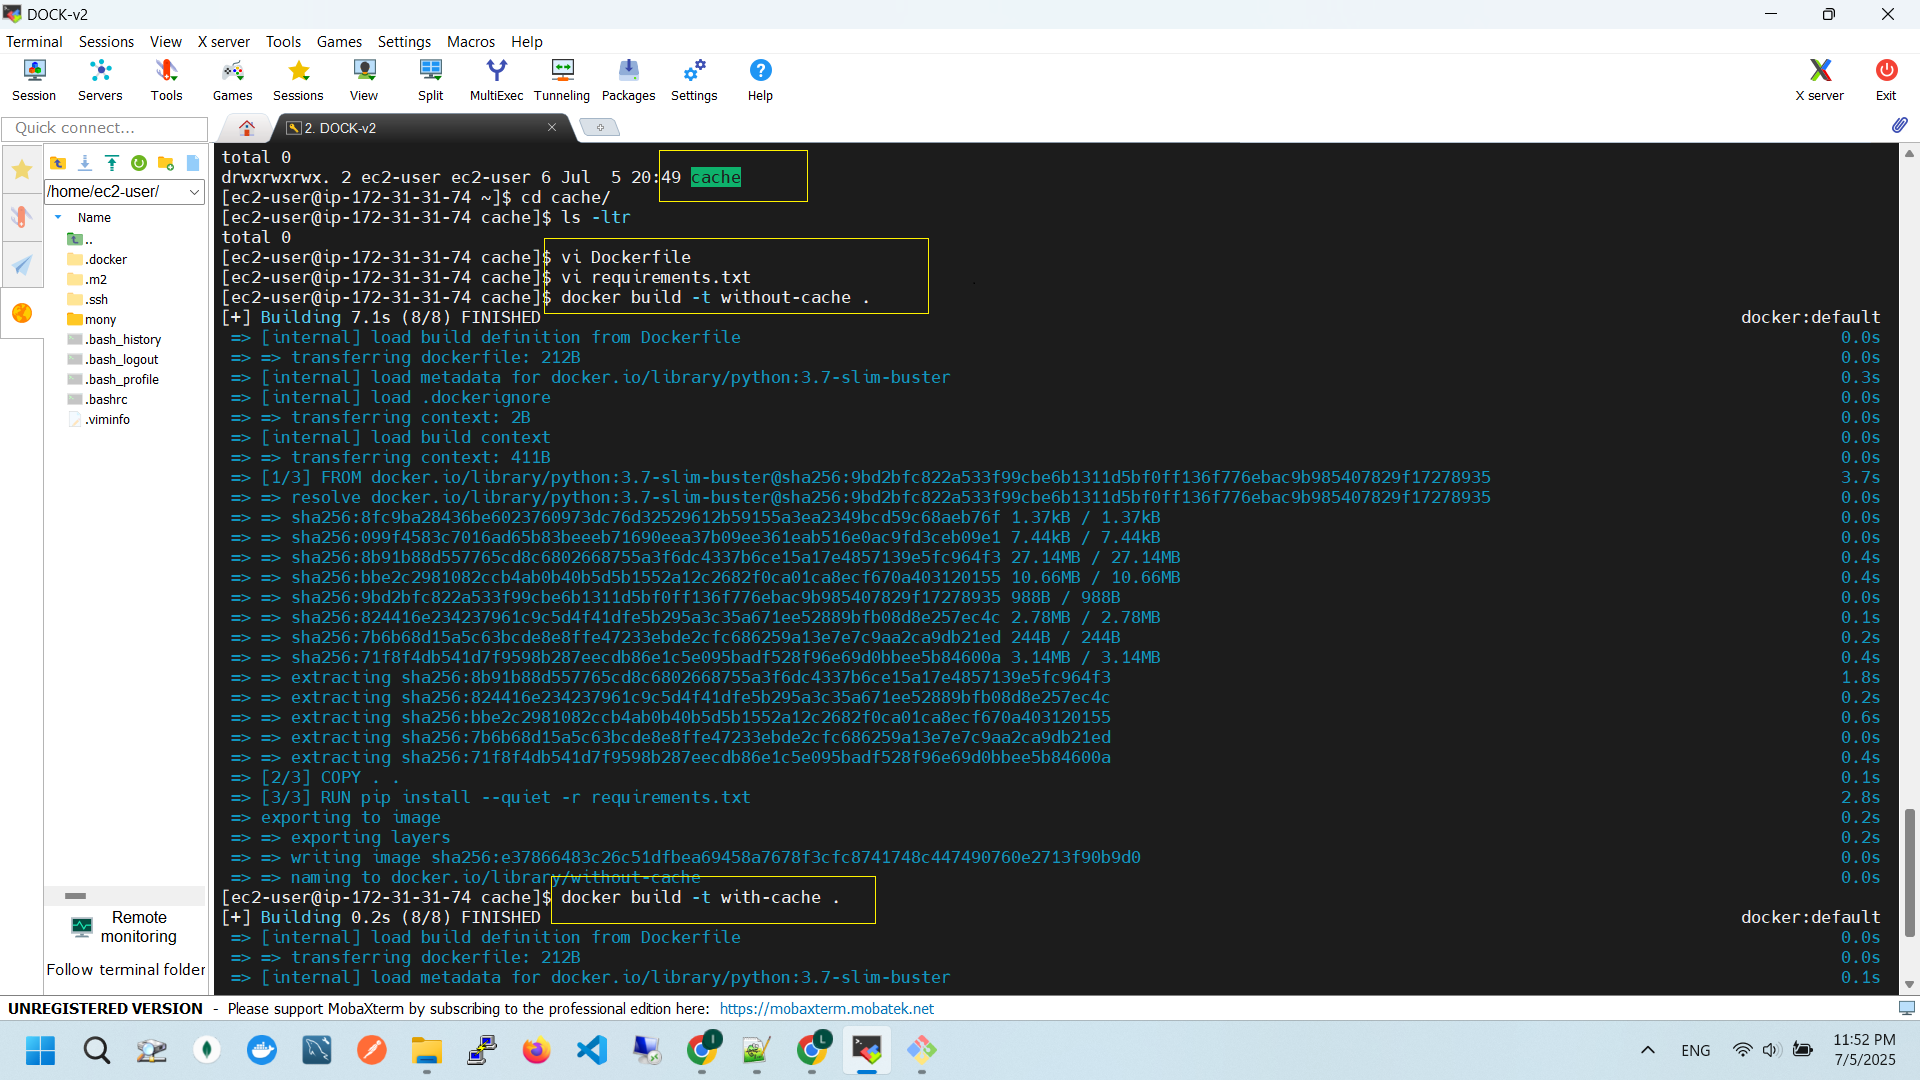 DOCK-v2
Terminal Sessions View X server Tools Games Settings Macros Help
Session Servers Tools Games Sessions View Split MultiExec Tunneling Packages Settings Help X server Exit
Quick connect...
2. DOCK-v2
/home/ec2-user/
Name
..
.docker
.m2
.ssh
mony
.bash_history
.bash_logout
.bash_profile
.bashrc
.viminfo
Remote
monitoring
Follow terminal folder
total 0
drwxrwxrwx. 2 ec2-user ec2-user 6 Jul  5 20:49 cache
[ec2-user@ip-172-31-31-74 ~]$ cd cache/
[ec2-user@ip-172-31-31-74 cache]$ ls -ltr
total 0
[ec2-user@ip-172-31-31-74 cache]$ vi Dockerfile
[ec2-user@ip-172-31-31-74 cache]$ vi requirements.txt
[ec2-user@ip-172-31-31-74 cache]$ docker build -t without-cache .
[+] Building 7.1s (8/8) FINISHED docker:default
=> [internal] load build definition from Dockerfile 0.0s
=> => transferring dockerfile: 212B 0.0s
=> [internal] load metadata for docker.io/library/python:3.7-slim-buster 0.3s
=> [internal] load .dockerignore 0.0s
=> => transferring context: 2B 0.0s
=> [internal] load build context 0.0s
=> => transferring context: 411B 0.0s
=> [1/3] FROM docker.io/library/python:3.7-slim-buster@sha256:9bd2bfc822a533f99cbe6b1311d5bf0ff136f776ebac9b985407829f17278935 3.7s
=> => resolve docker.io/library/python:3.7-slim-buster@sha256:9bd2bfc822a533f99cbe6b1311d5bf0ff136f776ebac9b985407829f17278935 0.0s
=> => sha256:8fc9ba28436be6023760973dc76d32529612b59155a3ea2349bcd59c68aeb76f 1.37kB / 1.37kB 0.0s
=> => sha256:099f4583c7016ad65b83beeeb71690eea37b09ee361eab516e0ac9fd3ceb09e1 7.44kB / 7.44kB 0.0s
=> => sha256:8b91b88d557765cd8c6802668755a3f6dc4337b6ce15a17e4857139e5fc964f3 27.14MB / 27.14MB 0.4s
=> => sha256:bbe2c2981082ccb4ab0b40b5d5b1552a12c2682f0ca01ca8ecf670a403120155 10.66MB / 10.66MB 0.4s
=> => sha256:9bd2bfc822a533f99cbe6b1311d5bf0ff136f776ebac9b985407829f17278935 988B / 988B 0.0s
=> => sha256:824416e234237961c9c5d4f41dfe5b295a3c35a671ee52889bfb08d8e257ec4c 2.78MB / 2.78MB 0.1s
=> => sha256:7b6b68d15a5c63bcde8e8ffe47233ebde2cfc686259a13e7e7c9aa2ca9db21ed 244B / 244B 0.2s
=> => sha256:71f8f4db541d7f9598b287eecdb86e1c5e095badf528f96e69d0bbee5b84600a 3.14MB / 3.14MB 0.4s
=> => extracting sha256:8b91b88d557765cd8c6802668755a3f6dc4337b6ce15a17e4857139e5fc964f3 1.8s
=> => extracting sha256:824416e234237961c9c5d4f41dfe5b295a3c35a671ee52889bfb08d8e257ec4c 0.2s
=> => extracting sha256:bbe2c2981082ccb4ab0b40b5d5b1552a12c2682f0ca01ca8ecf670a403120155 0.6s
=> => extracting sha256:7b6b68d15a5c63bcde8e8ffe47233ebde2cfc686259a13e7e7c9aa2ca9db21ed 0.0s
=> => extracting sha256:71f8f4db541d7f9598b287eecdb86e1c5e095badf528f96e69d0bbee5b84600a 0.4s
=> [2/3] COPY . . 0.1s
=> [3/3] RUN pip install --quiet -r requirements.txt 2.8s
=> exporting to image 0.2s
=> => exporting layers 0.2s
=> => writing image sha256:e37866483c26c51dfbea69458a7678f3cfc8741748c447490760e2713f90b9d0 0.0s
=> => naming to docker.io/library/without-cache 0.0s
[ec2-user@ip-172-31-31-74 cache]$ docker build -t with-cache .
[+] Building 0.2s (8/8) FINISHED docker:default
=> [internal] load build definition from Dockerfile 0.0s
=> => transferring dockerfile: 212B 0.0s
=> [internal] load metadata for docker.io/library/python:3.7-slim-buster 0.1s
UNREGISTERED VERSION - Please support MobaXterm by subscribing to the professional edition here: https://mobaxterm.mobatek.net
I
L
ENG
11:52 PM
7/5/2025